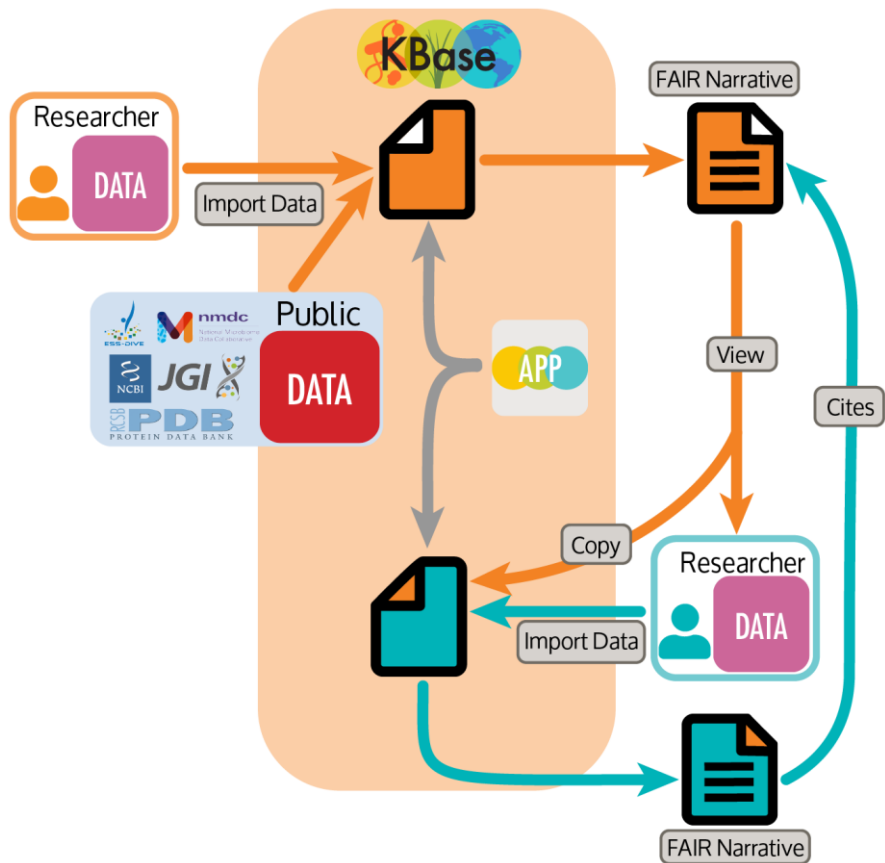 KBase
FAIR Narrative
Researcher
DATA
Import Data
Public
DATA
ESS-DIVE
nmdc
National Microbiome
Data Collaborative
NCBI
JGI
RCSB
PDB
PROTEIN DATA BANK
APP
View
Cites
Copy
Researcher
DATA
Import Data
FAIR Narrative